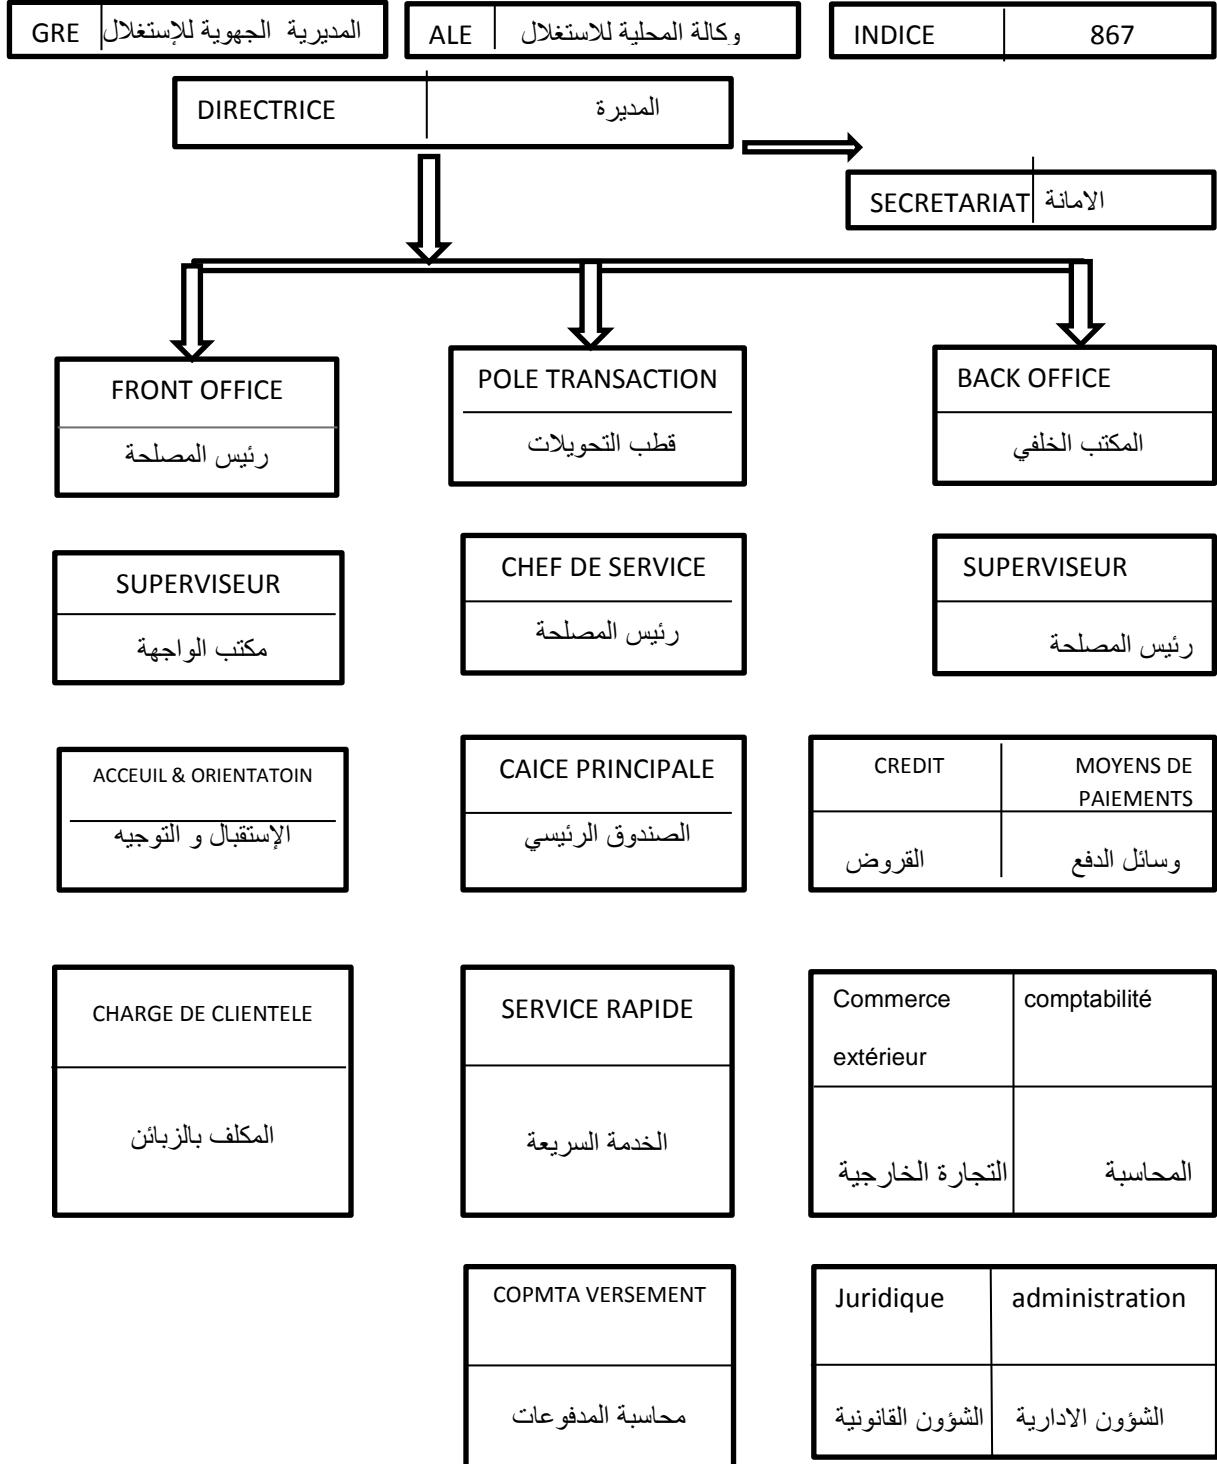 GRE المديرية الجهوية للإستغلال
ALE وكالة المحلية للاستغلال
INDICE 867
DIRECTRICE المديرة
SECRETARIAT الامانة
FRONT OFFICE
رئيس المصلحة
POLE TRANSACTION
قطب التحويلات
BACK OFFICE
المكتب الخلفي
SUPERVISEUR
مكتب الواجهة
CHEF DE SERVICE
رئيس المصلحة
SUPERVISEUR
رئيس المصلحة
ACCEUIL & ORIENTATOIN
الإستقبال و التوجيه
CAICE PRINCIPALE
الصندوق الرئيسي
CREDIT
القروض
MOYENS DE
PAIEMENTS
وسائل الدفع
CHARGE DE CLIENTELE
المكلف بالزبائن
SERVICE RAPIDE
الخدمة السريعة
Commerce
extérieur
التجارة الخارجية
comptabilité
المحاسبة
COPMTA VERSEMENT
محاسبة المدفوعات
Juridique
الشؤون القانونية
administration
الشؤون الادارية